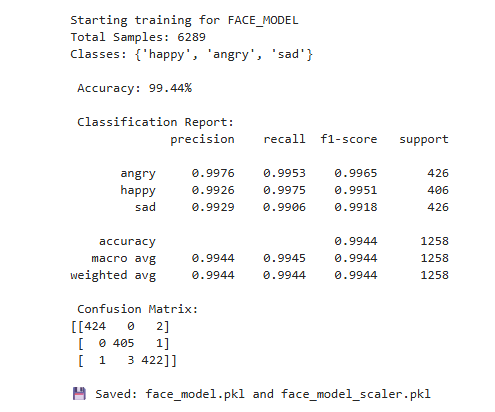 Starting training for FACE_MODEL
Total Samples: 6289
Classes: {'happy', 'angry', 'sad'}
Accuracy: 99.44%
Classification Report:
precision recall f1-score support
angry 0.9976 0.9953 0.9965 426
happy 0.9926 0.9975 0.9951 406
sad 0.9929 0.9906 0.9918 426
accuracy 0.9944 1258
macro avg 0.9944 0.9945 0.9944 1258
weighted avg 0.9944 0.9944 0.9944 1258
Confusion Matrix:
[[424 0 2]
[ 0 405 1]
[ 1 3 422]]
💾 Saved: face_model.pkl and face_model_scaler.pkl